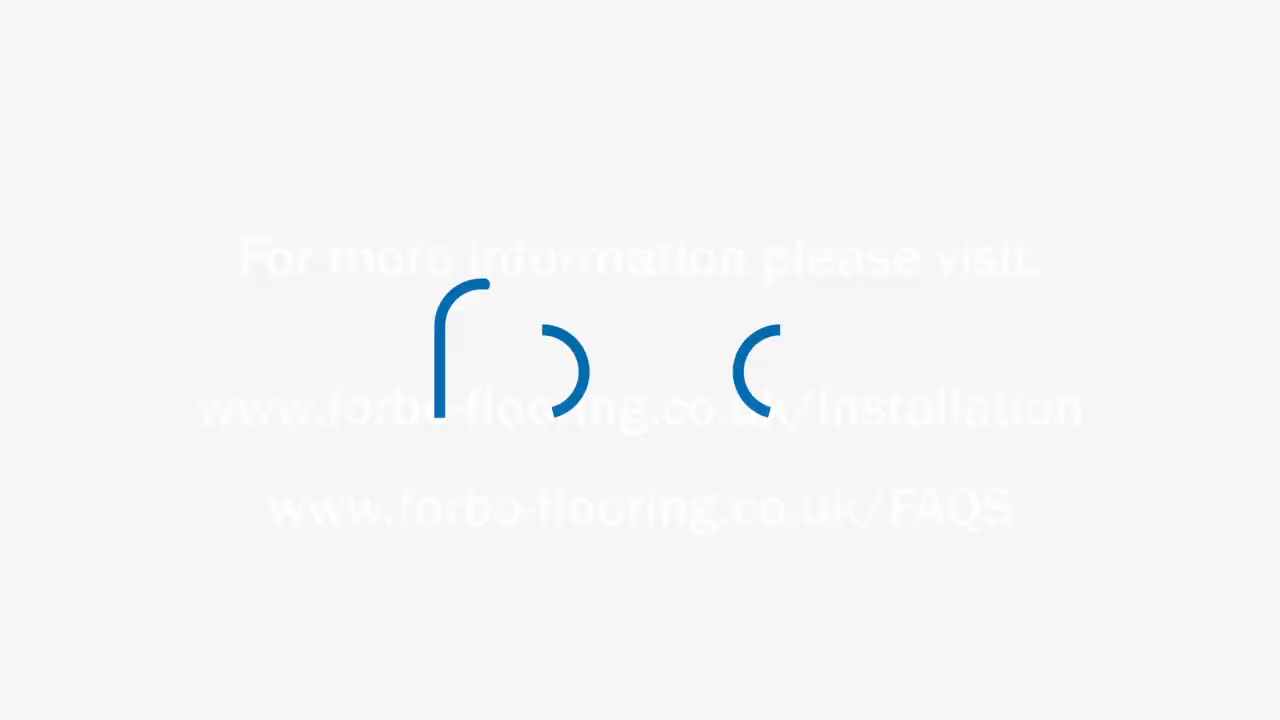 For more information please visit:
www.forbo-flooring.co.uk/installation
www.forbo-flooring.co.uk/FAQS